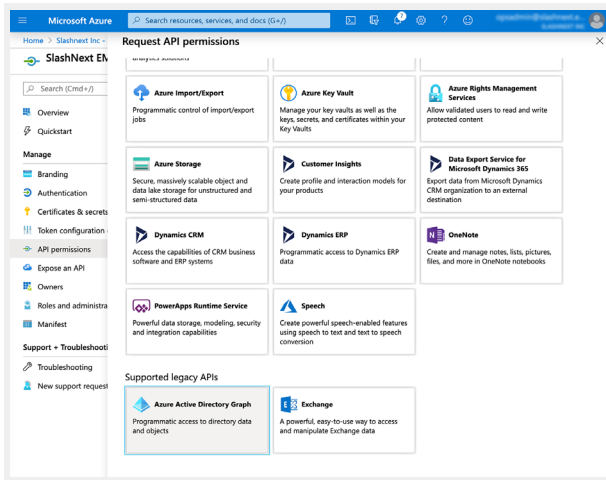 Microsoft Azure
Search resources, services, and docs (G+/)
Home > Slashnext Inc -
Request API permissions
SlashNext EM
Search (Cmd+/)
Overview
Quickstart
Manage
Branding
Authentication
Certificates & secrets
Token configuration
API permissions
Expose an API
Owners
Roles and administra
Manifest
Support + Troubleshooti
Troubleshooting
New support request
analytics solutions
Azure Import/Export
Programmatic control of import/export
jobs
Azure Key Vault
Manage your key vaults as well as the
keys, secrets, and certificates within your
Key Vaults
Azure Rights Management
Services
Allow validated users to read and write
protected content
Azure Storage
Secure, massively scalable object and
data lake storage for unstructured and
semi-structured data
Customer Insights
Create profile and interaction models for
your products
Data Export Service for
Microsoft Dynamics 365
Export data from Microsoft Dynamics
CRM organization to an external
destination
Dynamics CRM
Access the capabilities of CRM business
software and ERP systems
Dynamics ERP
Programmatic access to Dynamics ERP
data
OneNote
Create and manage notes, lists, pictures,
files, and more in OneNote notebooks
PowerApps Runtime Service
Powerful data storage, modeling, security
and integration capabilities
Speech
Create powerful speech-enabled features
using speech to text and text to speech
conversion
Supported legacy APIs
Azure Active Directory Graph
Programmatic access to directory data
and objects
Exchange
A powerful, easy-to-use way to access
and manipulate Exchange data